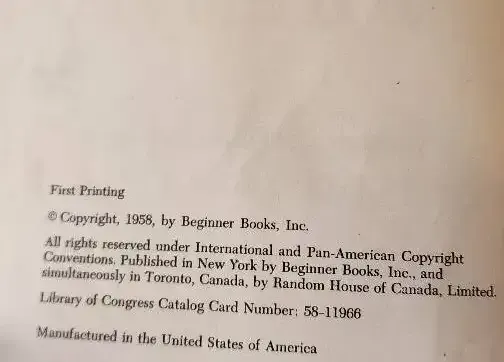 First Printing
© Copyright, 1958, by Beginner Books, Inc.
All rights reserved under International and Pan-American Copyright
Conventions. Published in New York by Beginner Books, Inc., and
simultaneously in Toronto, Canada, by Random House of Canada, Limited.
Library of Congress Catalog Card Number: 58-11966
Manufactured in the United States of America